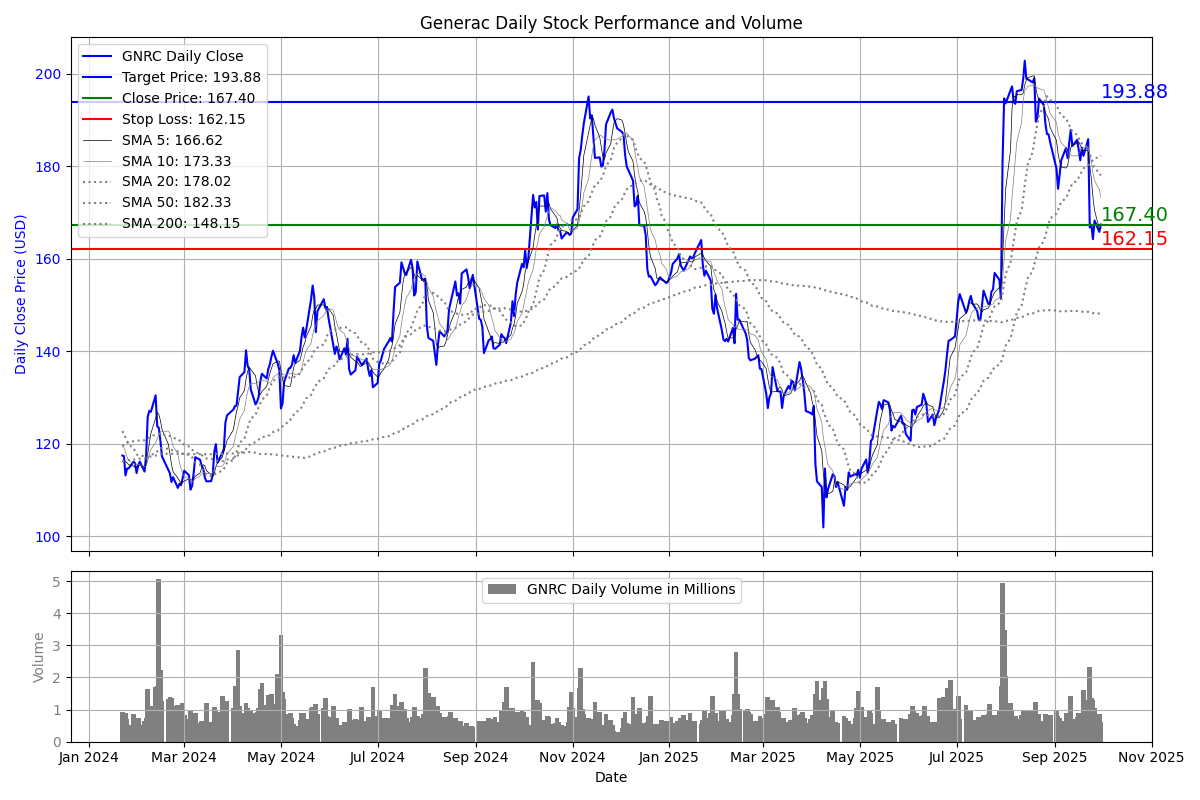 Generac Daily Stock Performance and Volume
GNRC Daily Close
Target Price: 193.88
Close Price: 167.40
Stop Loss: 162.15
SMA 5: 166.62
SMA 10: 173.33
SMA 20: 178.02
SMA 50: 182.33
SMA 200: 148.15
193.88
167.40
162.15
Daily Close Price (USD)
200
180
160
140
120
100
GNRC Daily Volume in Millions
Volume
5
4
3
2
1
0
Jan 2024 Mar 2024 May 2024 Jul 2024 Sep 2024 Nov 2024 Jan 2025 Mar 2025 May 2025 Jul 2025 Sep 2025 Nov 2025
Date